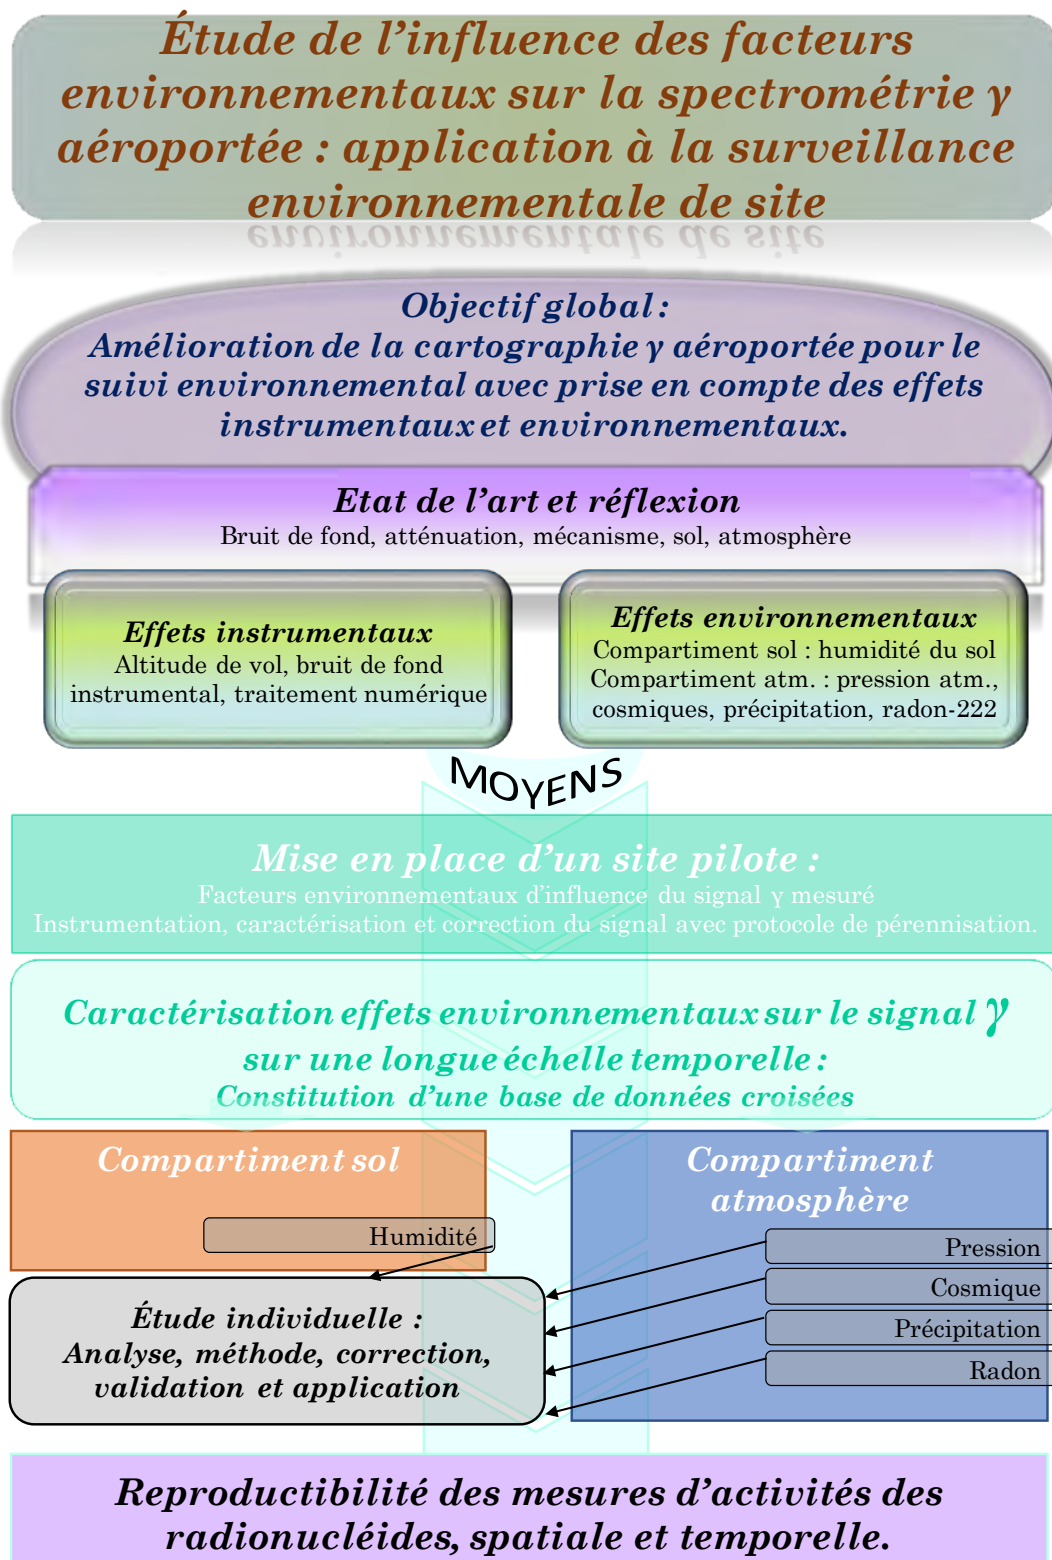 Étude de l'influence des facteurs
environnementaux sur la spectrométrie γ
aéroportée : application à la surveillance
environnementale de site
Objectif global :
Amélioration de la cartographie γ aéroportée pour le
suivi environnemental avec prise en compte des effets
instrumentaux et environnementaux.
Etat de l'art et réflexion
Bruit de fond, atténuation, mécanisme, sol, atmosphère
Effets instrumentaux
Altitude de vol, bruit de fond
instrumental, traitement numérique
Effets environnementaux
Compartiment sol : humidité du sol
Compartiment atm. : pression atm.,
cosmiques, précipitation, radon-222
MOYENS
Mise en place d'un site pilote :
Facteurs environnementaux d'influence du signal γ mesuré
Instrumentation, caractérisation et correction du signal avec protocole de pérennisation.
Caractérisation effets environnementaux sur le signal γ
sur une longue échelle temporelle :
Constitution d'une base de données croisées
Compartiment sol
Humidité
Compartiment
atmosphère
Pression
Cosmique
Précipitation
Radon
Étude individuelle :
Analyse, méthode, correction,
validation et application
Reproductibilité des mesures d'activités des
radionucléides, spatiale et temporelle.